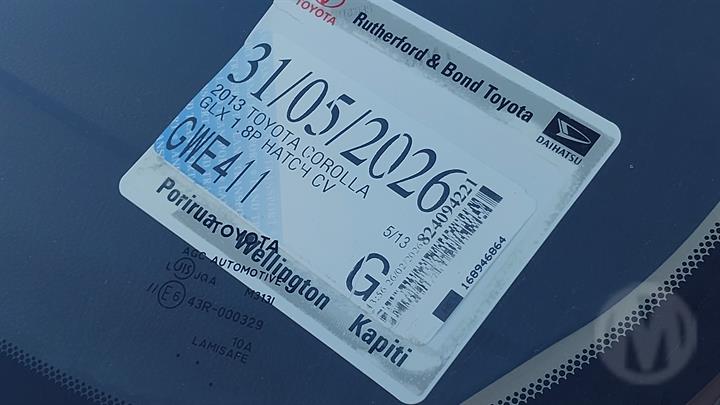 TOYOTA
Rutherford & Bond Toyota
DAIHATSU
31/05/2026
2013 TOYOTA COROLLA
GLX 1.8P HATCH CV
GWE411
5/13
824094221
G
168946864
Porirua
Wellington
Kapiti
TOYOTA
AGC AUTOMOTIVE
JQA
M3131
E6 43R-000329
10A
LAMISAFE
M